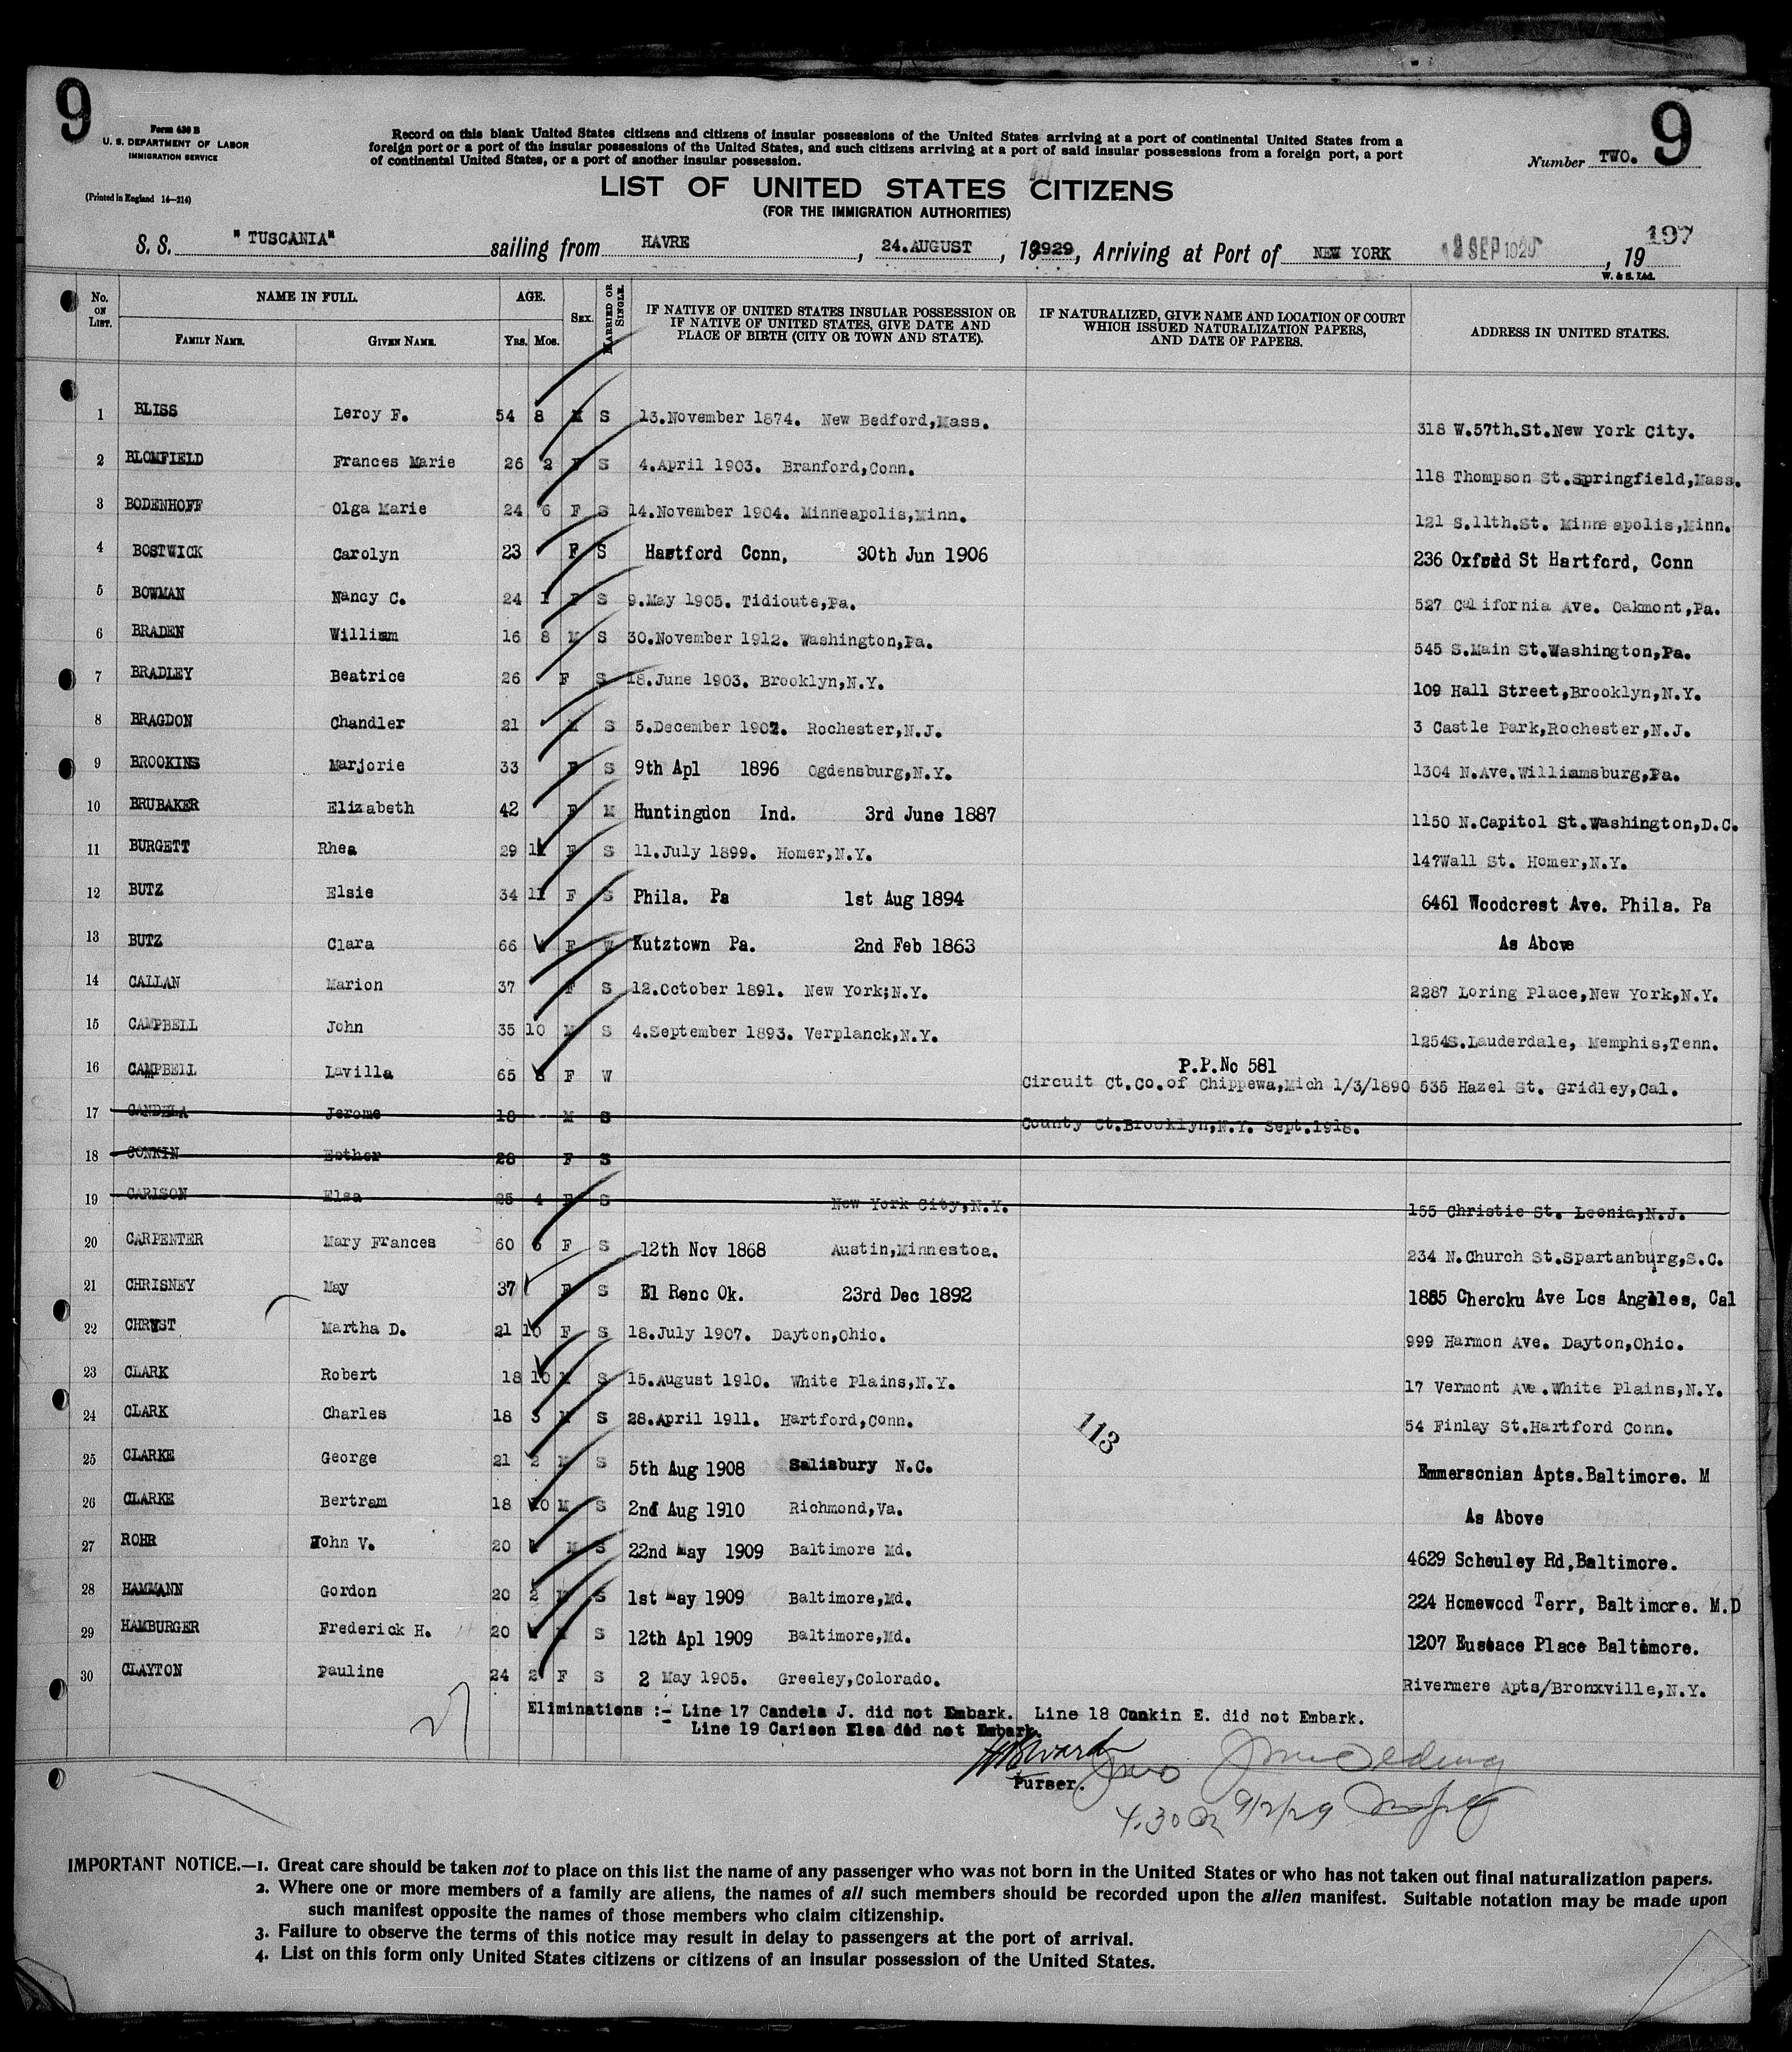 9
9
Form 630 B
U. S. DEPARTMENT OF LABOR
IMMIGRATION SERVICE
(Printed in England 14—214)
Record on this blank United States citizens and citizens of insular possessions of the United States arriving at a port of continental United States from a
foreign port or a port of the insular possessions of the United States, and such citizens arriving at a port of said insular possessions from a foreign port, a port
of continental United States, or a port of another insular possession.
Number TWO.
LIST OF UNITED STATES CITIZENS
(FOR THE IMMIGRATION AUTHORITIES)
197
S. S. "TUSCANIA" sailing from HAVRE, 24.AUGUST, 1929, Arriving at Port of NEW YORK SEP 1929, 19
W. & S. Ltd.
No. ON LIST. NAME IN FULL. AGE. SEX. MARRIED OR SINGLE. IF NATIVE OF UNITED STATES INSULAR POSSESSION OR IF NATIVE OF UNITED STATES, GIVE DATE AND PLACE OF BIRTH (CITY OR TOWN AND STATE). IF NATURALIZED, GIVE NAME AND LOCATION OF COURT WHICH ISSUED NATURALIZATION PAPERS, AND DATE OF PAPERS. ADDRESS IN UNITED STATES.
FAMILY NAME. GIVEN NAME. YRS. MOS.
1 BLISS Leroy F. 54 8 M S 13.November 1874. New Bedford,Mass. 318 W.57th.St.New York City.
2 BLOMFIELD Frances Marie 26 2 F S 4.April 1903. Branford,Conn. 118 Thompson St.Springfield,Mass.
3 BODENHOFF Olga Marie 24 6 F S 14.November 1904. Minneapolis,Minn. 121 S.11th.St. Minneapolis,Minn.
4 BOSTWICK Carolyn 23 F S Hartford Conn, 30th Jun 1906 236 Oxford St Hartford, Conn
5 BOWMAN Nancy C. 24 1 F S 9.May 1905. Tidioute,Pa. 527 California Ave. Oakmont,Pa.
6 BRADEN William 16 8 M S 30.November 1912. Washington,Pa. 545 S.Main St.Washington,Pa.
7 BRADLEY Beatrice 26 F S 18.June 1903. Brooklyn,N.Y. 109 Hall Street,Brooklyn,N.Y.
8 BRAGDON Chandler 21 M S 5.December 1907. Rochester,N.J. 3 Castle Park,Rochester,N.J.
9 BROOKINS Marjorie 33 F S 9th Apl 1896 Ogdensburg,N.Y. 1304 N.Ave.Williamsburg,Pa.
10 BRUBAKER Elizabeth 42 F M Huntingdon Ind. 3rd June 1887 1150 N.Capitol St.Washington,D.C.
11 BURGETT Rhea 29 11 F S 11.July 1899. Homer,N.Y. 147Wall St. Homer,N.Y.
12 BUTZ Elsie 34 11 F S Phila. Pa 1st Aug 1894 6461 Woodcrest Ave. Phila. Pa
13 BUTZ Clara 66 F W Kutztown Pa. 2nd Feb 1863 As Above
14 CALLAN Marion 37 F S 12.October 1891. New York;N.Y. 2287 Loring Place,New York,N.Y.
15 CAMPBELL John 35 10 M S 4.September 1893. Verplanck,N.Y. 1254S.Lauderdale, Memphis,Tenn.
P.P.No 581
16 CAMPBELL Lavilla 65 8 F W Circuit Ct.Co.of Chippewa,Mich 1/3/1890 535 Hazel St. Gridley,Cal.
17 CANDELA Jerome 18 - M S County Ct.Brooklyn,N.Y. Sept.1918.
18 CONKIN Esther 28 F S
19 CARISON Elsa 25 4 F S New York City,N.Y. 155 Christie St. Leonia,N.J.
20 CARPENTER Mary Frances 60 6 F S 12th Nov 1868 Austin,Minnestoa. 234 N.Church St.Spartanburg,S.C.
21 CHRISNEY May 37 F S El Reno Ok. 23rd Dec 1892 1885 Chercku Ave Los Angeles, Cal
22 CHRYST Martha D. 21 10 F S 18.July 1907. Dayton,Ohio. 999 Harmon Ave. Dayton,Ohio.
23 CLARK Robert 18 10 M S 15.August 1910. White Plains,N.Y. 17 Vermont Ave.White Plains,N.Y.
24 CLARK Charles 18 3 M S 28.April 1911. Hartford,Conn. 54 Finlay St.Hartford Conn.
113
25 CLARKE George 21 2 M S 5th Aug 1908 Salisbury N.C. Emmersonian Apts.Baltimore. M
26 CLARKE Bertram 18 10 M S 2nd Aug 1910 Richmond,Va. As Above
27 ROHR John V. 20 M S 22nd May 1909 Baltimore Md. 4629 Scheuley Rd,Baltimore.
28 HAMMANN Gordon 20 2 M S 1st May 1909 Baltimore,Md. 224 Homewood Terr, Baltimore. M.D
29 HAMBURGER Frederick H. 20 M S 12th Apl 1909 Baltimore,Md. 1207 Eustace Place Baltimore.
30 CLAYTON Pauline 24 2 F S 2 May 1905. Greeley,Colorado. Rivermere Apts/Bronxville,N.Y.
Eliminations :- Line 17 Candela J. did not Embark. Line 18 Conkin E. did not Embark.
Line 19 Carison Elsa did not Embark.
27
Purser.
4.30 9/2/29
IMPORTANT NOTICE.—1. Great care should be taken not to place on this list the name of any passenger who was not born in the United States or who has not taken out final naturalization papers.
2. Where one or more members of a family are aliens, the names of all such members should be recorded upon the alien manifest. Suitable notation may be made upon
such manifest opposite the names of those members who claim citizenship.
3. Failure to observe the terms of this notice may result in delay to passengers at the port of arrival.
4. List on this form only United States citizens or citizens of an insular possession of the United States.